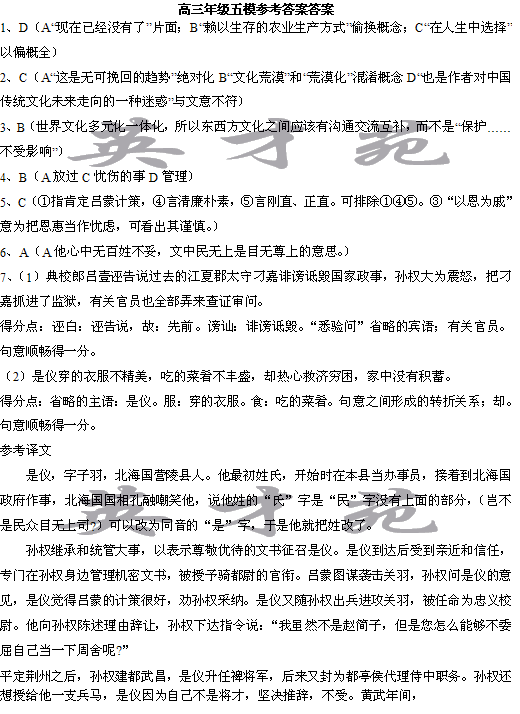 高三年级五模参考答案答案
1、D（A“现在已经没有了”片面；B“赖以生存的农业生产方式”偷换概念；C“在人生中选择”
以偏概全）
2、C（A“这是无可挽回的趋势”绝对化 B“文化荒漠”和“荒漠化”混淆概念 D“也是作者对中国
传统文化未来走向的一种迷惑”与文意不符）
3、B（世界文化多元化一体化，所以东西方文化之间应该有沟通交流互补，而不是“保护……
不受影响”）
4、B（A 放过 C 忧伤的事 D 管理）
5、C（①指肯定吕蒙计策，④言清廉朴素，⑤言刚直、正直。可排除①④⑤。③“以恩为戚”
意为把恩惠当作忧虑，可看出其谨慎。）
6、A（A 他心中无百姓不妥，文中民无上是目无尊上的意思。）
7、（1）典校郎吕壹诬告说过去的江夏郡太守刁嘉诽谤诋毁国家政事，孙权大为震怒，把刁
嘉抓进了监狱，有关官员也全部弄来查证审问。
得分点：诬白：诬告说，故：先前。谤讪：诽谤诋毁。“悉验问”省略的宾语；有关官员。
句意顺畅得一分。
（2）是仪穿的衣服不精美，吃的菜肴不丰盛，却热心救济穷困，家中没有积蓄。
得分点：省略的主语：是仪。服：穿的衣服。食：吃的菜肴。句意之间形成的转折关系；却。
句意顺畅得一分。
参考译文
是仪，字子羽，北海国营陵县人。他最初姓氏，开始时在本县当办事员，接着到北海国
政府作事，北海国国相孔融嘲笑他，说他姓的“氏”字是“民”字没有上面的部分，（岂不
是民众目无上司?）可以改为同音的“是”字，于是他就把姓改了。
孙权继承和统管大事，以表示尊敬优待的文书征召是仪。是仪到达后受到亲近和信任，
专门在孙权身边管理机密文书，被授予骑都尉的官衔。吕蒙图谋袭击关羽，孙权问是仪的意
见，是仪觉得吕蒙的计策很好，劝孙权采纳。是仪又随孙权出兵进攻关羽，被任命为忠义校
尉。他向孙权陈述理由辞让，孙权下达指令说：“我虽然不是赵简子，但是您怎么能够不委
屈自己当一下周舍呢?”
平定荆州之后，孙权建都武昌，是仪升任裨将军，后来又封为都亭侯代理侍中职务。孙权还
想授给他一支兵马，是仪因为自己不是将才，坚决推辞，不受。黄武年间，
英才苑
英才苑